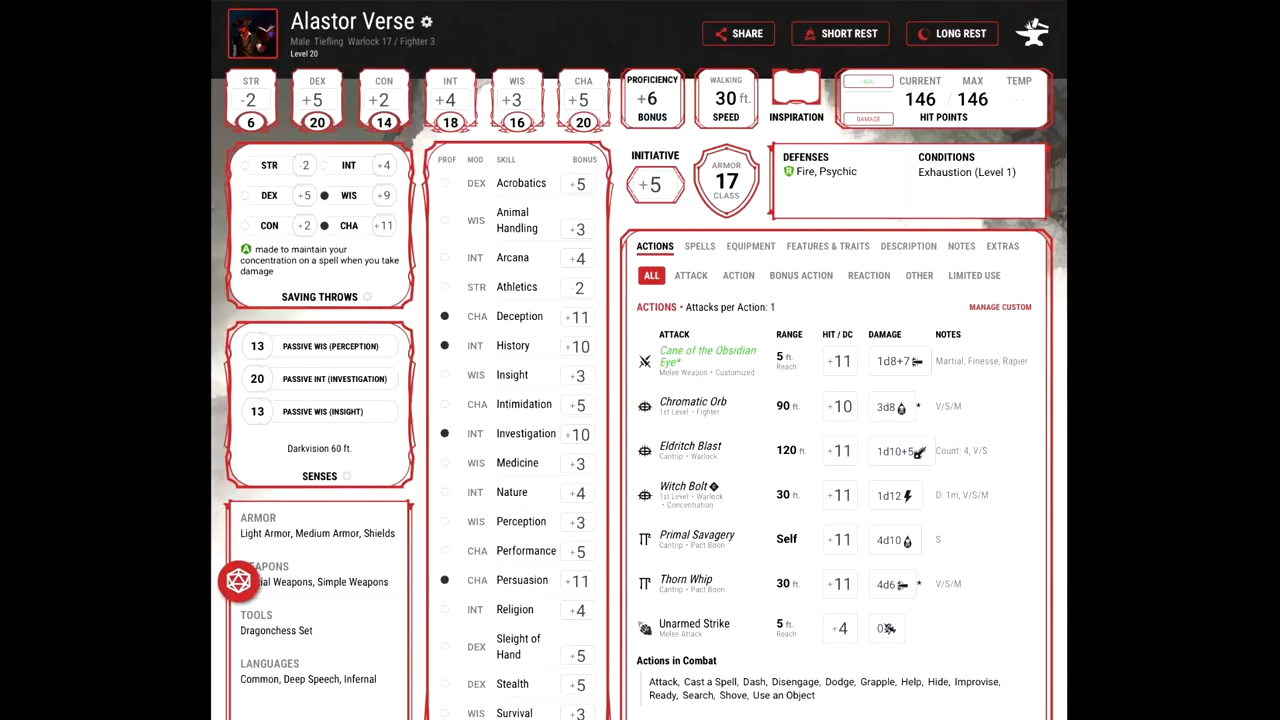 Alastor Verse
Male Tiefling Warlock 17 / Fighter 3
Level 20
SHARE
SHORT REST
LONG REST
STR
-2
6
DEX
+5
20
CON
+2
14
INT
+4
18
WIS
+3
16
CHA
+5
20
PROFICIENCY
+6
BONUS
WALKING
30 ft.
SPEED
INSPIRATION
HEAL
DAMAGE
CURRENT MAX TEMP
146 / 146 --
HIT POINTS
STR -2 INT +4
DEX +5 WIS +9
CON +2 CHA +11
A made to maintain your
concentration on a spell when you take
damage
SAVING THROWS
13 PASSIVE WIS (PERCEPTION)
20 PASSIVE INT (INVESTIGATION)
13 PASSIVE WIS (INSIGHT)
Darkvision 60 ft.
SENSES
ARMOR
Light Armor, Medium Armor, Shields
Weapons, Simple Weapons
TOOLS
Dragonchess Set
LANGUAGES
Common, Deep Speech, Infernal
PROF MOD SKILL BONUS
DEX Acrobatics +5
WIS Animal Handling +3
INT Arcana +4
STR Athletics -2
CHA Deception +11
INT History +10
WIS Insight +3
CHA Intimidation +5
INT Investigation +10
WIS Medicine +3
INT Nature +4
WIS Perception +3
CHA Performance +5
CHA Persuasion +11
INT Religion +4
DEX Sleight of Hand +5
DEX Stealth +5
WIS Survival +3
INITIATIVE
+5
ARMOR
17
CLASS
DEFENSES
R Fire, Psychic
CONDITIONS
Exhaustion (Level 1)
ACTIONS SPELLS EQUIPMENT FEATURES & TRAITS DESCRIPTION NOTES EXTRAS
ALL ATTACK ACTION BONUS ACTION REACTION OTHER LIMITED USE
ACTIONS • Attacks per Action: 1
MANAGE CUSTOM
ATTACK RANGE HIT / DC DAMAGE NOTES
Cane of the Obsidian
Eye*
Melee Weapon • Customized
5 ft.
Reach
+11
1d8+7
Martial, Finesse, Rapier
Chromatic Orb
1st Level • Fighter
90 ft.
+10
3d8 *
V/S/M
Eldritch Blast
Cantrip • Warlock
120 ft.
+11
1d10+5
Count: 4, V/S
Witch Bolt
1st Level • Warlock
• Concentration
30 ft.
+11
1d12
D: 1m, V/S/M
Primal Savagery
Cantrip • Pact Boon
Self
+11
4d10
S
Thorn Whip
Cantrip • Pact Boon
30 ft.
+11
4d6 *
V/S/M
Unarmed Strike
Melee Attack
5 ft.
Reach
+4
0
Actions in Combat
Attack, Cast a Spell, Dash, Disengage, Dodge, Grapple, Help, Hide, Improvise,
Ready, Search, Shove, Use an Object